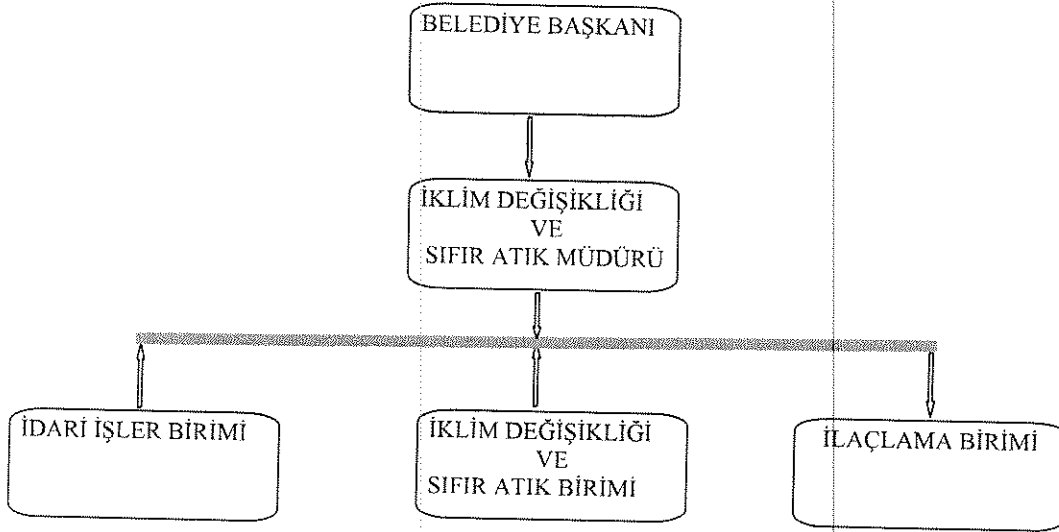 BELEDİYE BAŞKANI
İKLİM DEĞİŞİKLİĞİ
VE
SIFIR ATIK MÜDÜRÜ
İDARİ İŞLER BİRİMİ
İKLİM DEĞİŞİKLİĞİ
VE
SIFIR ATIK BİRİMİ
İLAÇLAMA BİRİMİ